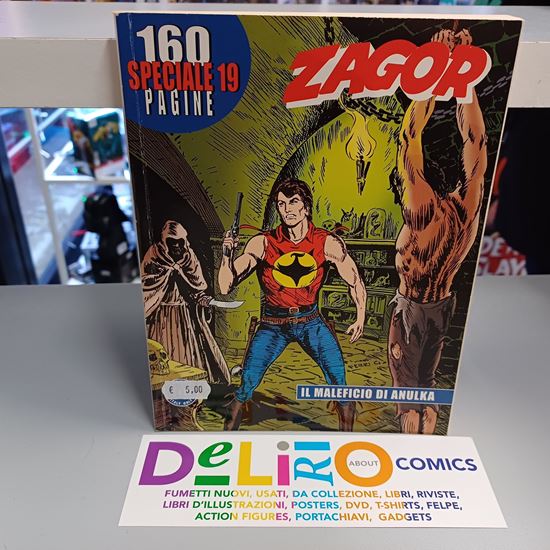 160
SPECIALE 19
PAGINE
ZAGOR
FERRI
IL MALEFICIO DI ANULKA
€ 5,00
DeLiRiO
ABOUT
COMICS
FUMETTI NUOVI, USATI, DA COLLEZIONE, LIBRI, RIVISTE,
LIBRI D'ILLUSTRAZIONI, POSTERS, DVD, T-SHIRTS, FELPE,
ACTION FIGURES, PORTACHIAVI, GADGETS